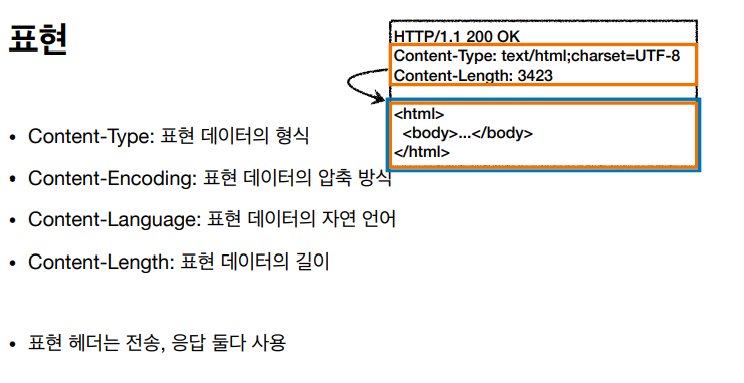 표현
HTTP/1.1 200 OK
Content-Type: text/html;charset=UTF-8
Content-Length: 3423
<html>
<body>...</body>
</html>
• Content-Type: 표현 데이터의 형식
• Content-Encoding: 표현 데이터의 압축 방식
• Content-Language: 표현 데이터의 자연 언어
• Content-Length: 표현 데이터의 길이
• 표현 헤더는 전송, 응답 둘다 사용